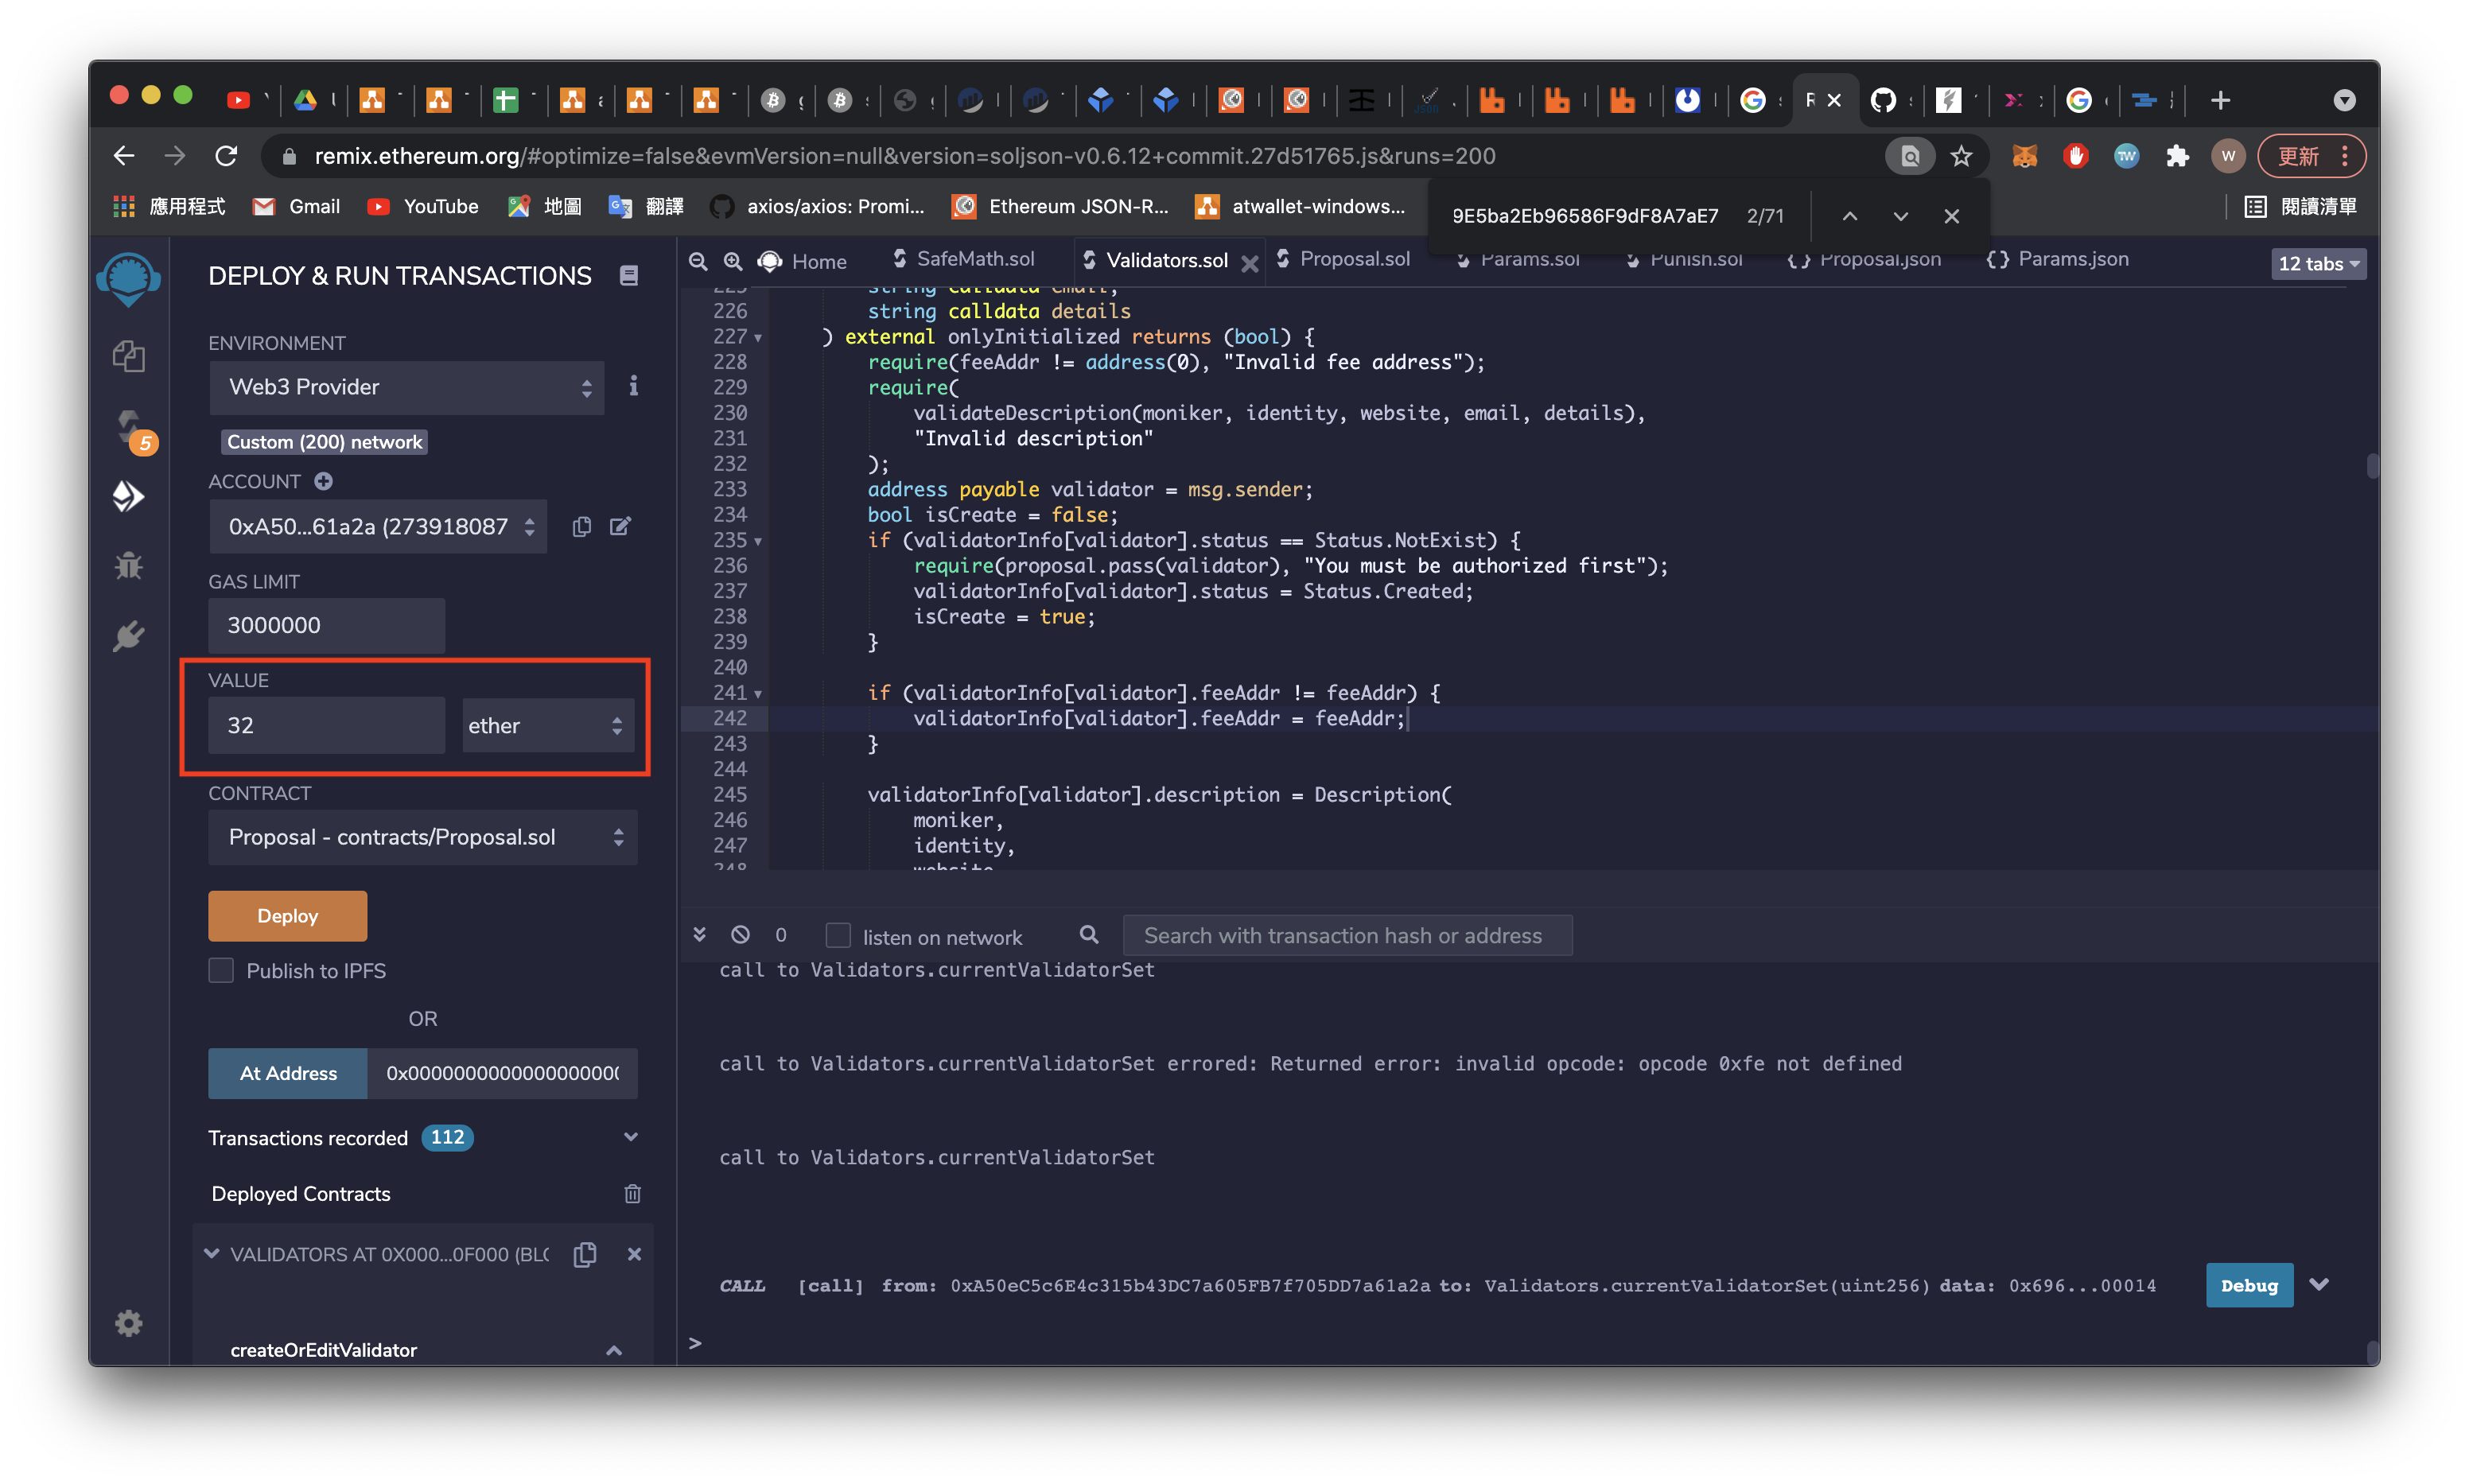 remix.ethereum.org/#optimize=false&evmVersion=null&version=soljson-v0.6.12+commit.27d51765.js&runs=200
W
更新
應用程式
Gmail
YouTube
地圖
翻譯
axios/axios: Promi...
Ethereum JSON-R...
atwallet-windows...
9E5ba2Eb96586F9dF8A7aE7 2/71
閱讀清單
DEPLOY & RUN TRANSACTIONS
ENVIRONMENT
Web3 Provider
Custom (200) network
ACCOUNT
0xA50...61a2a (273918087
GAS LIMIT
3000000
VALUE
32
ether
CONTRACT
Proposal - contracts/Proposal.sol
Deploy
Publish to IPFS
OR
At Address
Transactions recorded 112
Deployed Contracts
VALIDATORS AT 0X000...0F000 (BLC
createOrEditValidator
5
Home
SafeMath.sol
Validators.sol
Proposal.sol
Params.sol
Punish.sol
{} Proposal.json
{} Params.json
12 tabs
225 string calldata email,
226 string calldata details
227 ) external onlyInitialized returns (bool) {
228 require(feeAddr != address(0), "Invalid fee address");
229 require(
230 validateDescription(moniker, identity, website, email, details),
231 "Invalid description"
232 );
233 address payable validator = msg.sender;
234 bool isCreate = false;
235 if (validatorInfo[validator].status == Status.NotExist) {
236 require(proposal.pass(validator), "You must be authorized first");
237 validatorInfo[validator].status = Status.Created;
238 isCreate = true;
239 }
240
241 if (validatorInfo[validator].feeAddr != feeAddr) {
242 validatorInfo[validator].feeAddr = feeAddr;
243 }
244
245 validatorInfo[validator].description = Description(
246 moniker,
247 identity,
248 website
0
listen on network
Search with transaction hash or address
call to Validators.currentValidatorSet
call to Validators.currentValidatorSet errored: Returned error: invalid opcode: opcode 0xfe not defined
call to Validators.currentValidatorSet
CALL [call] from: 0xA50eC5c6E4c315b43DC7a605FB7f705DD7a61a2a to: Validators.currentValidatorSet(uint256) data: 0x696...00014
Debug
>